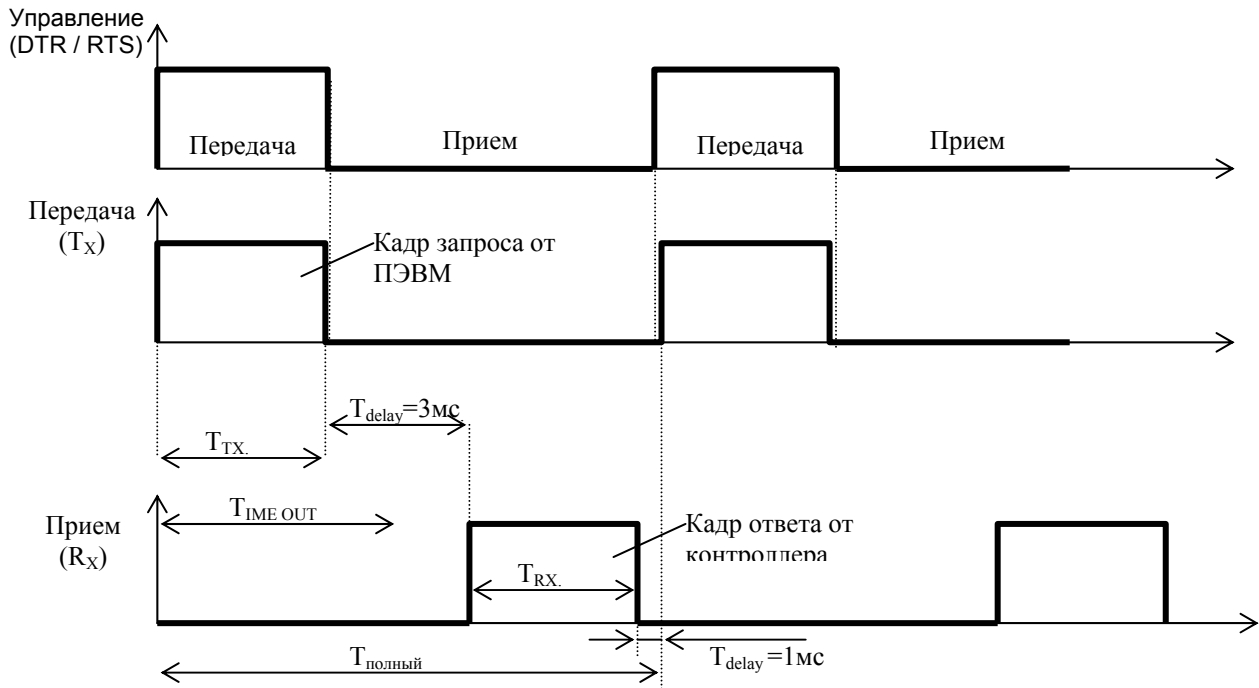 Управление
(DTR / RTS)
Передача
Прием
Передача
Прием
Передача
(TX)
Кадр запроса от
ПЭВМ
Tdelay=3мс.
TTX.
TIME OUT
Прием
(RX)
Кадр ответа от
контроллера
TRX.
Tdelay =1мс
Tполный